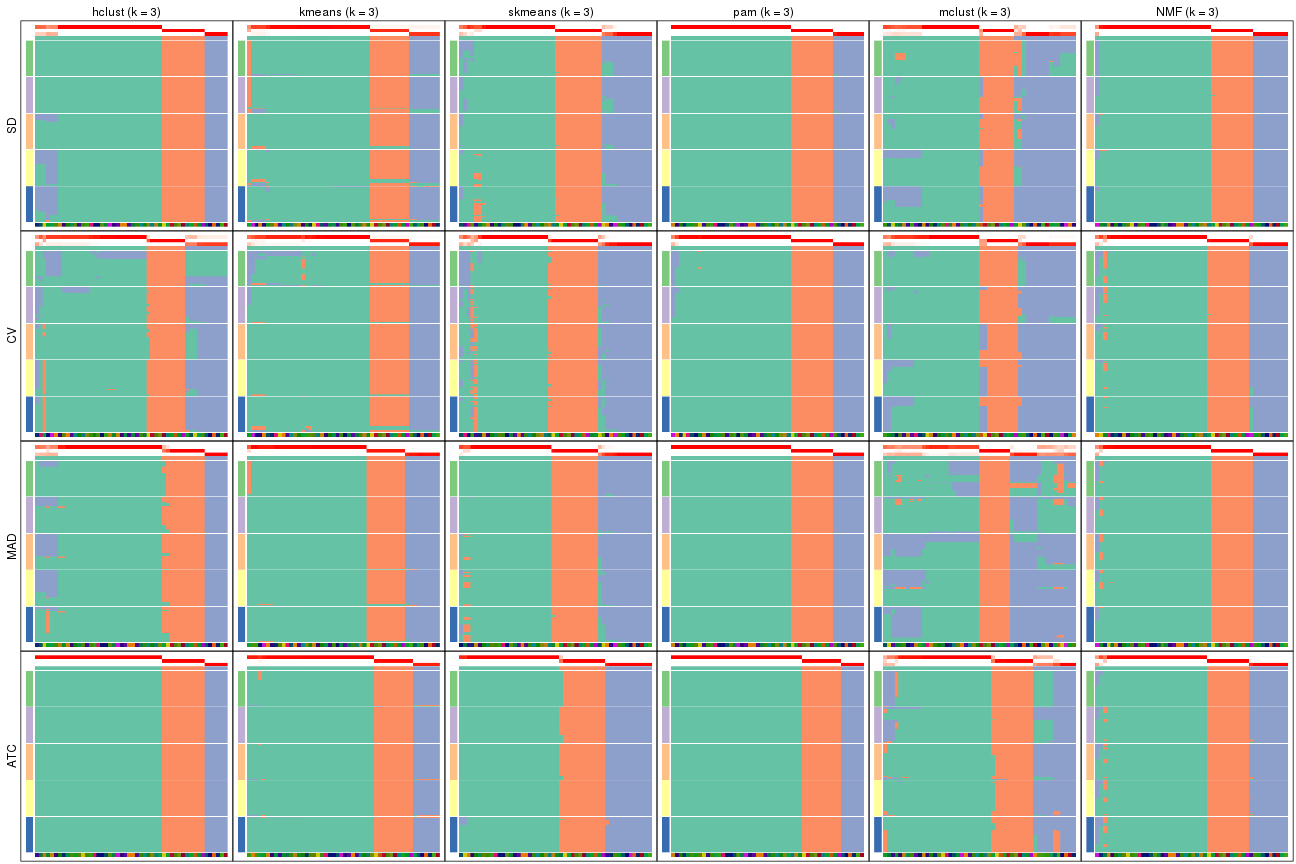 hclust (k = 3)
kmeans (k = 3)
skmeans (k = 3)
pam (k = 3)
mclust (k = 3)
NMF (k = 3)
SD
CV
MAD
ATC